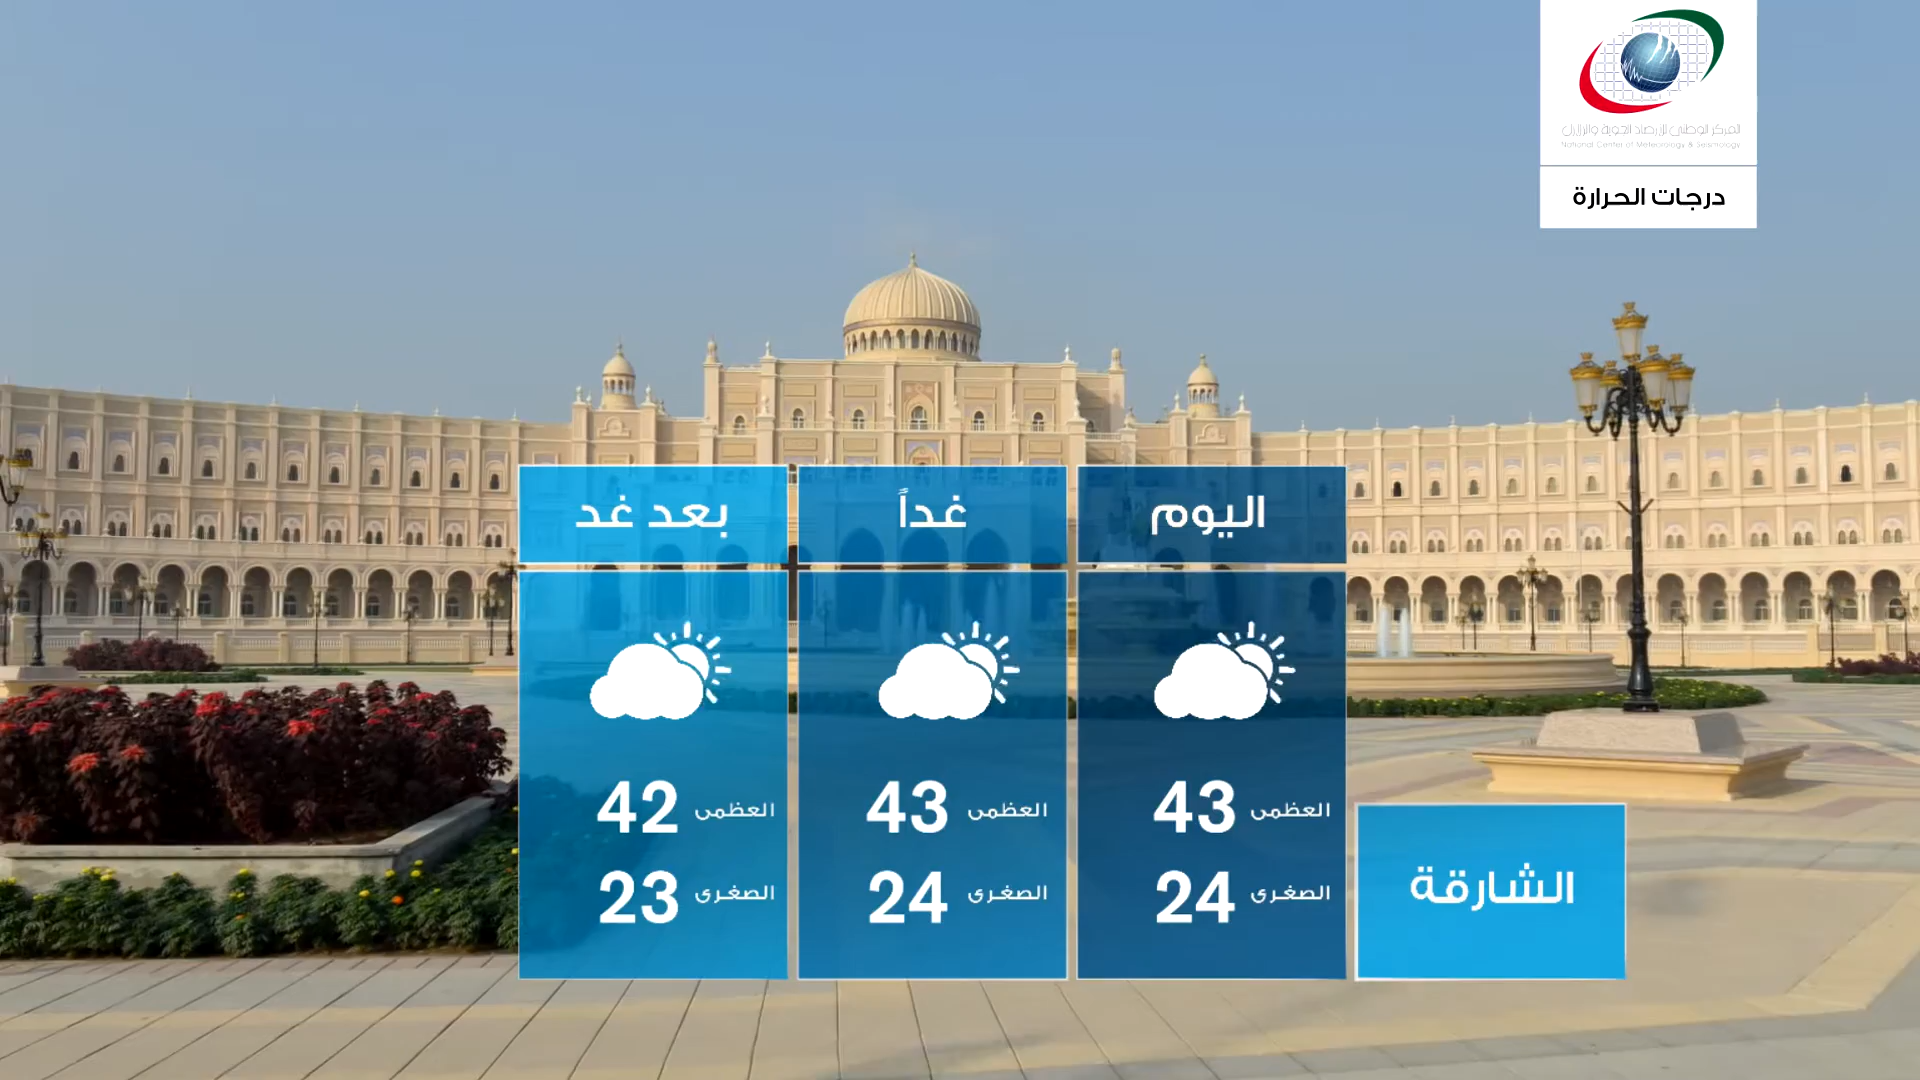 المركز الوطني للأرصاد الجوية والزلازل
National Center of Meteorology & Seismology
درجات الحرارة
اليوم
غداً
بعد غد
العظمى 43
العظمى 43
العظمى 42
الصغرى 24
الصغرى 24
الصغرى 23
الشارقة